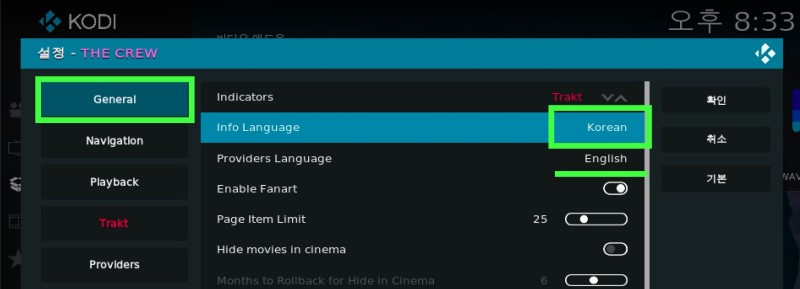 KODI
오후 8:33
설정 - THE CREW
General
Navigation
Playback
Trakt
Providers
Indicators Trakt
Info Language Korean
Providers Language English
Enable Fanart
Page Item Limit 25
Hide movies in cinema
Months to Rollback for Hide in Cinema 6
확인
취소
기본